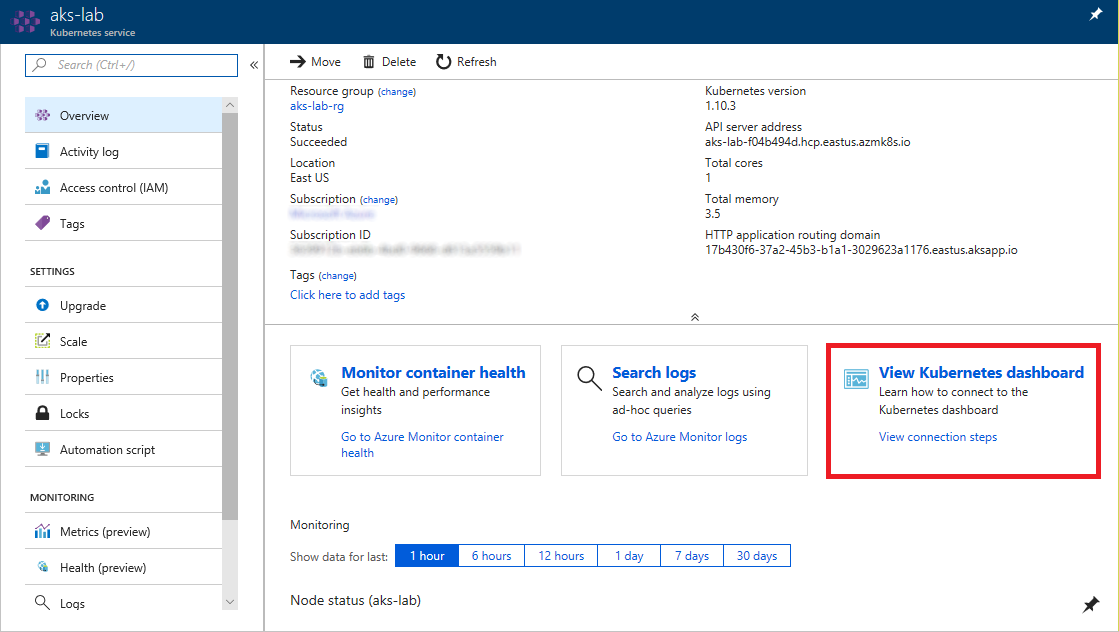 aks-lab
Kubernetes service
Search (Ctrl+/)
«
Overview
Activity log
Access control (IAM)
Tags
SETTINGS
Upgrade
Scale
Properties
Locks
Automation script
MONITORING
Metrics (preview)
Health (preview)
Logs
Move Delete Refresh
Resource group (change)
aks-lab-rg
Status
Succeeded
Location
East US
Subscription (change)
Subscription ID
Tags (change)
Click here to add tags
Kubernetes version
1.10.3
API server address
aks-lab-f04b494d.hcp.eastus.azmk8s.io
Total cores
1
Total memory
3.5
HTTP application routing domain
17b430f6-37a2-45b3-b1a1-3029623a1176.eastus.aksapp.io
Monitor container health
Get health and performance
insights
Go to Azure Monitor container
health
Search logs
Search and analyze logs using
ad-hoc queries
Go to Azure Monitor logs
View Kubernetes dashboard
Learn how to connect to the
Kubernetes dashboard
View connection steps
Monitoring
Show data for last: 1 hour 6 hours 12 hours 1 day 7 days 30 days
Node status (aks-lab)